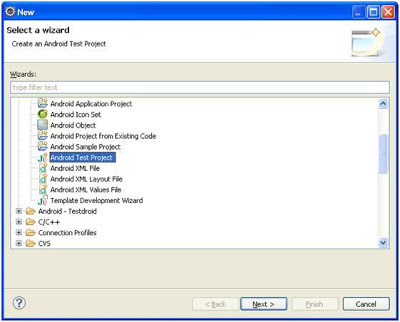 New
Select a wizard
Create an Android Test Project
Wizards:
type filter text
Android Application Project
Android Icon Set
Android Object
Android Project from Existing Code
Android Sample Project
Android Test Project
Android XML File
Android XML Layout File
Android XML Values File
Template Development Wizard
Android - Testdroid
C/C++
Connection Profiles
CVS
< Back
Next >
Finish
Cancel